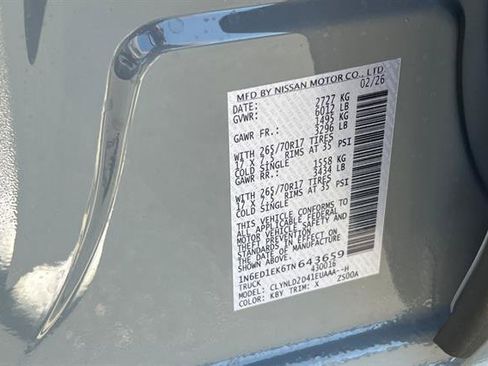 MFD BY NISSAN MOTOR CO., LTD
DATE: 02/26
GVWR: 2727 KG
6012 LB
GAWR FR.: 1495 KG
3296 LB
WITH 265/70R17 TIRES
17 X 7.5 RIMS AT 35 PSI
COLD SINGLE
GAWR RR.: 1558 KG
3434 LB
WITH 265/70R17 TIRES
17 X 7.5 RIMS AT 35 PSI
COLD SINGLE
THIS VEHICLE CONFORMS TO
ALL APPLICABLE FEDERAL
MOTOR VEHICLE SAFETY AND
THEFT PREVENTION
STANDARDS IN EFFECT ON
THE DATE OF MANUFACTURE
SHOWN ABOVE.
1N6ED1EK6TN643659
TRUCK 430016
MODEL: CLYNLD2D41EUAAA--H
COLOR: KBY TRIM: X Z500A